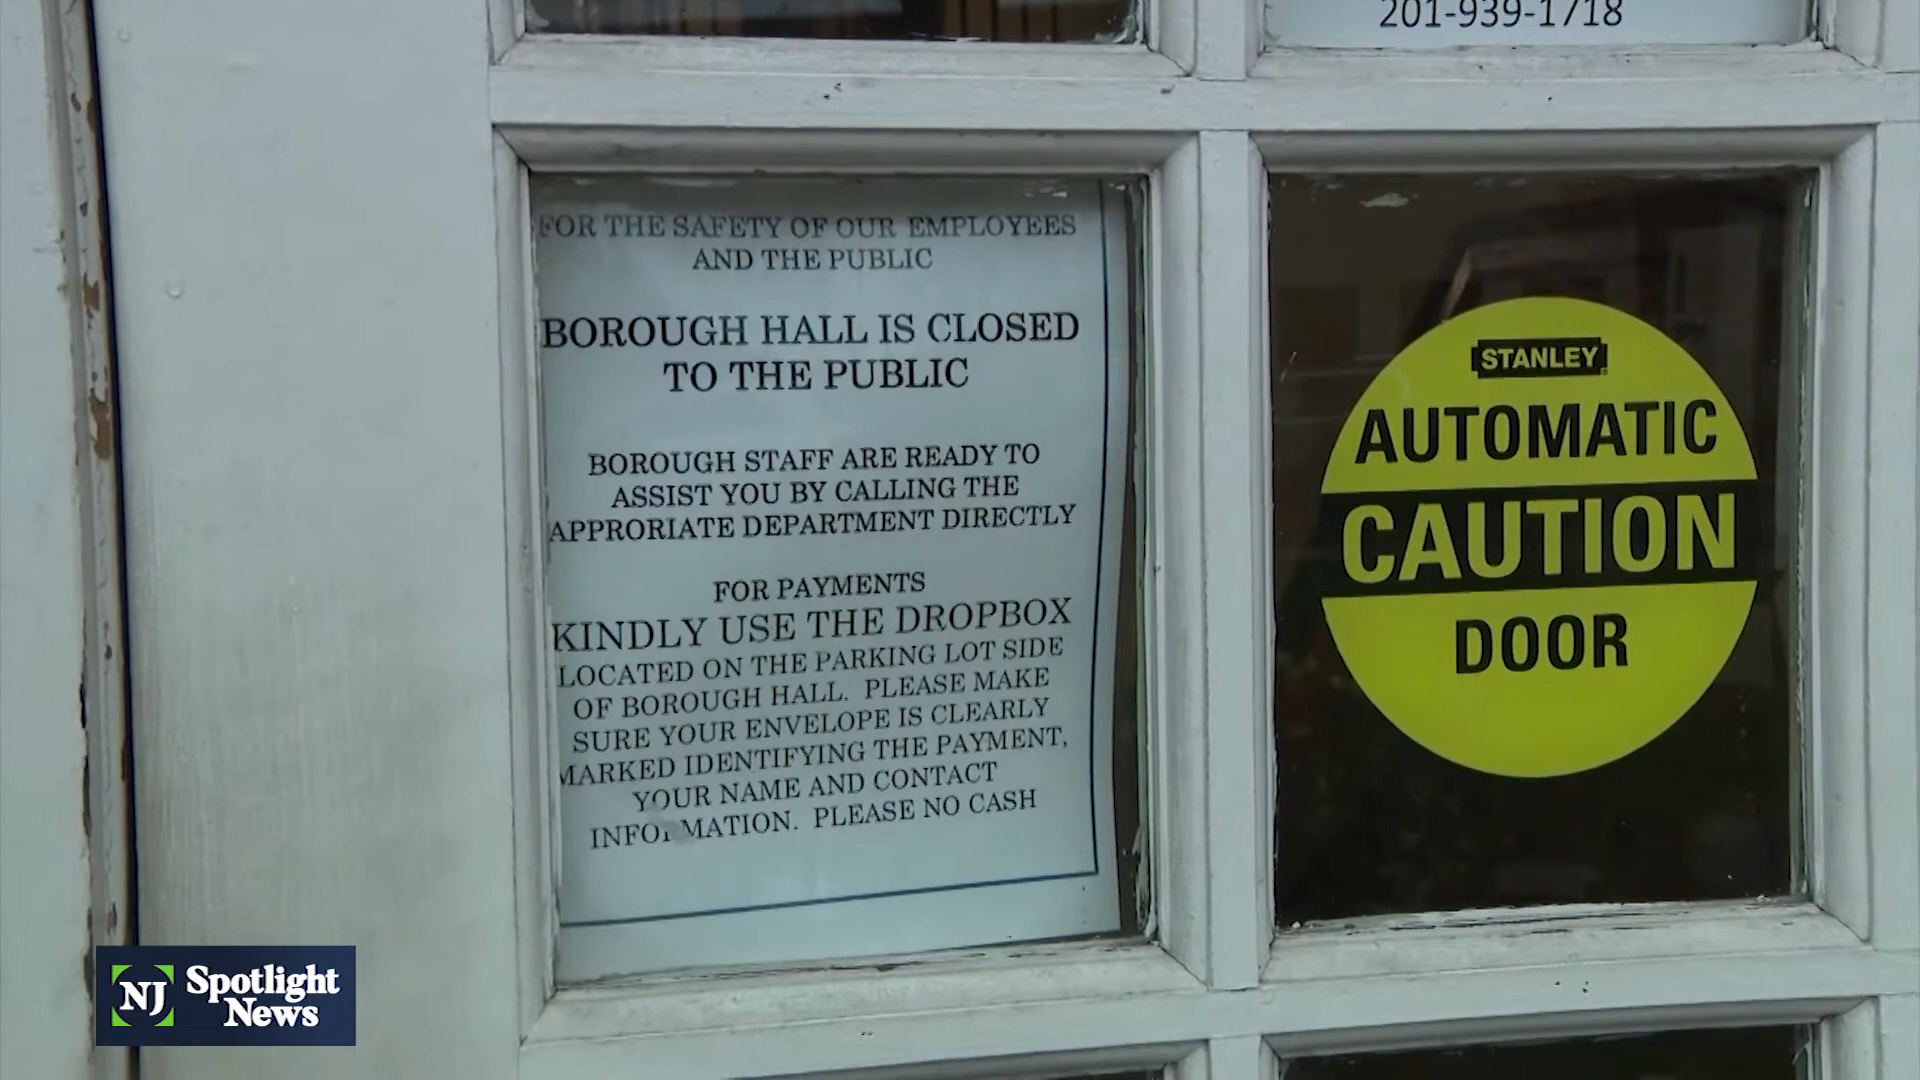 201-939-1718
FOR THE SAFETY OF OUR EMPLOYEES
AND THE PUBLIC
BOROUGH HALL IS CLOSED
TO THE PUBLIC
BOROUGH STAFF ARE READY TO
ASSIST YOU BY CALLING THE
APPRORIATE DEPARTMENT DIRECTLY
FOR PAYMENTS
KINDLY USE THE DROPBOX
LOCATED ON THE PARKING LOT SIDE
OF BOROUGH HALL. PLEASE MAKE
SURE YOUR ENVELOPE IS CLEARLY
MARKED IDENTIFYING THE PAYMENT,
YOUR NAME AND CONTACT
INFORMATION. PLEASE NO CASH
STANLEY
AUTOMATIC
CAUTION
DOOR
NJ Spotlight
News